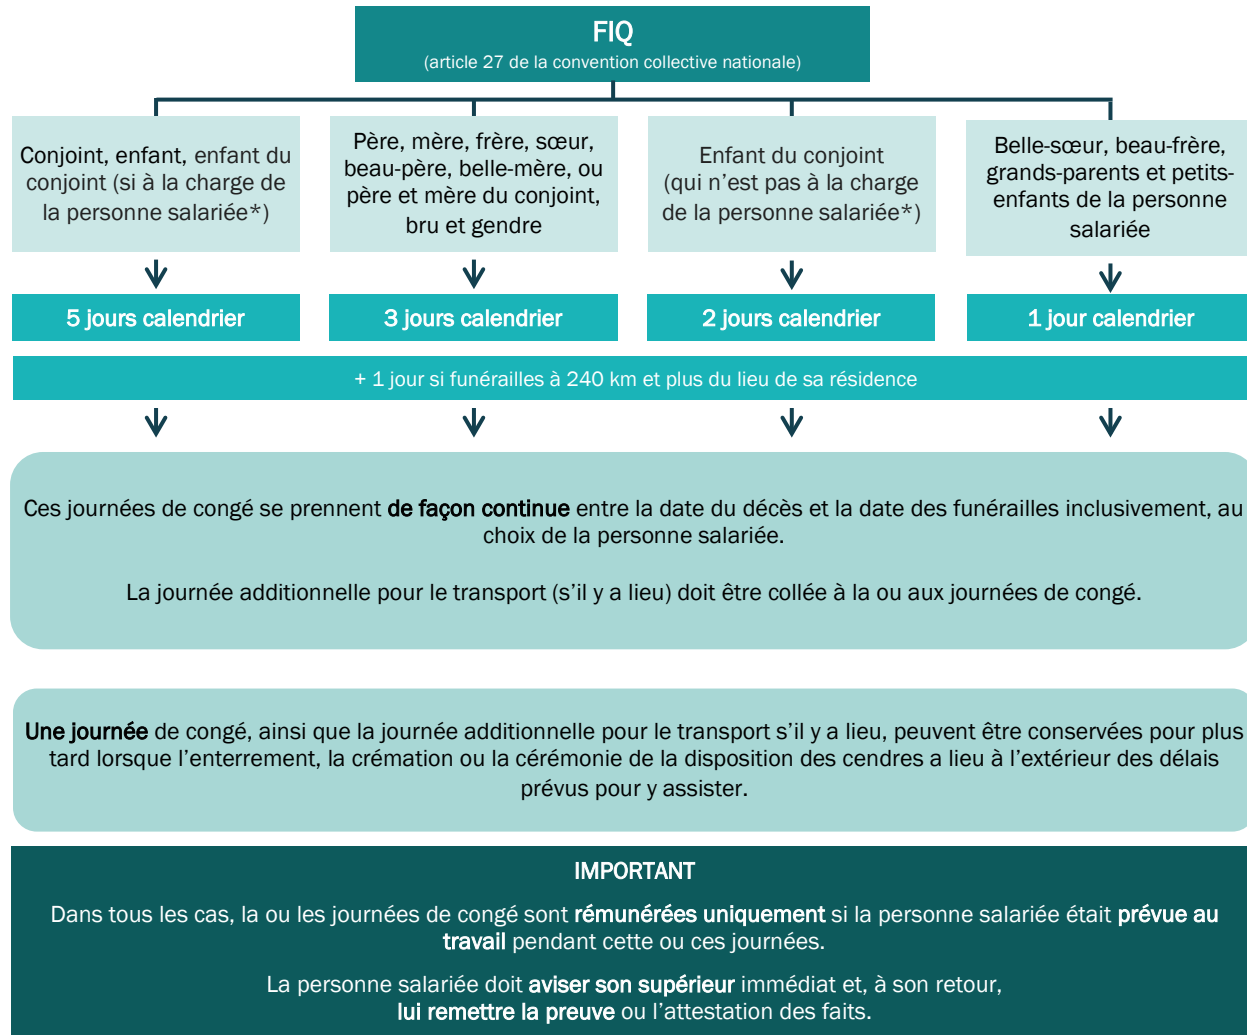 FIQ
(article 27 de la convention collective nationale)
Conjoint, enfant, enfant du
conjoint (si à la charge de
la personne salariée*)
Père, mère, frère, sœur,
beau-père, belle-mère, ou
père et mère du conjoint,
bru et gendre
Enfant du conjoint
(qui n’est pas à la charge
de la personne salariée*)
Belle-sœur, beau-frère,
grands-parents et petits-
enfants de la personne
salariée
5 jours calendrier
3 jours calendrier
2 jours calendrier
1 jour calendrier
+ 1 jour si funérailles à 240 km et plus du lieu de sa résidence
Ces journées de congé se prennent de façon continue entre la date du décès et la date des funérailles inclusivement, au
choix de la personne salariée.
La journée additionnelle pour le transport (s’il y a lieu) doit être collée à la ou aux journées de congé.
Une journée de congé, ainsi que la journée additionnelle pour le transport s’il y a lieu, peuvent être conservées pour plus
tard lorsque l’enterrement, la crémation ou la cérémonie de la disposition des cendres a lieu à l’extérieur des délais
prévus pour y assister.
IMPORTANT
Dans tous les cas, la ou les journées de congé sont rémunérées uniquement si la personne salariée était prévue au
travail pendant cette ou ces journées.
La personne salariée doit aviser son supérieur immédiat et, à son retour,
lui remettre la preuve ou l’attestation des faits.